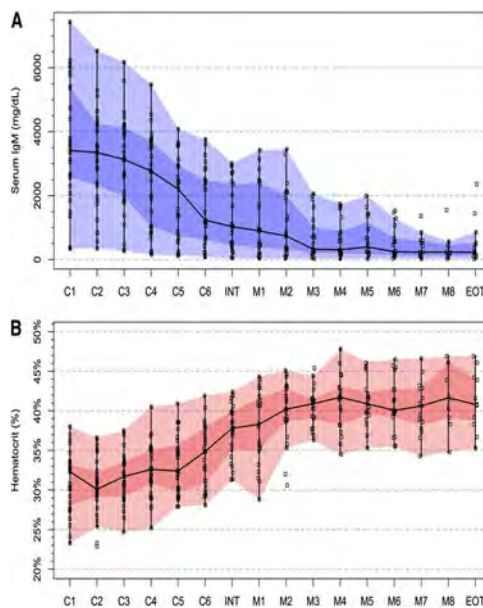 A
Serum IgM (mg/dL)
6000
4000
2000
0
C1 C2 C3 C4 C5 C6 INT M1 M2 M3 M4 M5 M6 M7 M8 EOT
B
Hematocrit (%)
50%
45%
40%
35%
30%
25%
20%
C1 C2 C3 C4 C5 C6 INT M1 M2 M3 M4 M5 M6 M7 M8 EOT